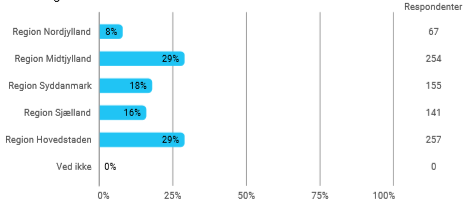 Respondenter
Region Nordjylland 8% 67
Region Midtjylland 29% 254
Region Syddanmark 18% 155
Region Sjælland 16% 141
Region Hovedstaden 29% 257
Ved ikke 0% 0
0% 25% 50% 75% 100%